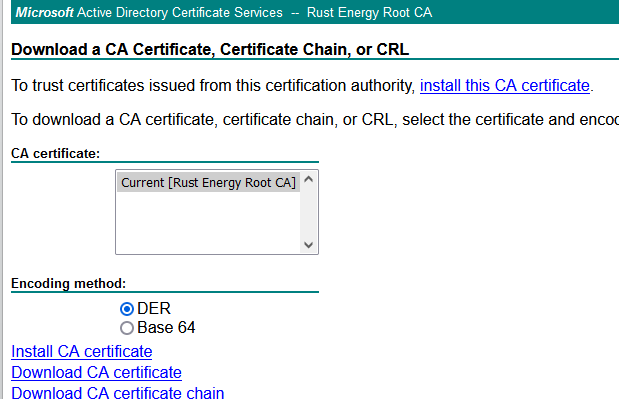 Microsoft Active Directory Certificate Services -- Rust Energy Root CA
Download a CA Certificate, Certificate Chain, or CRL
To trust certificates issued from this certification authority, install this CA certificate.
To download a CA certificate, certificate chain, or CRL, select the certificate and enco
CA certificate:
Current [Rust Energy Root CA]
Encoding method:
DER
Base 64
Install CA certificate
Download CA certificate
Download CA certificate chain